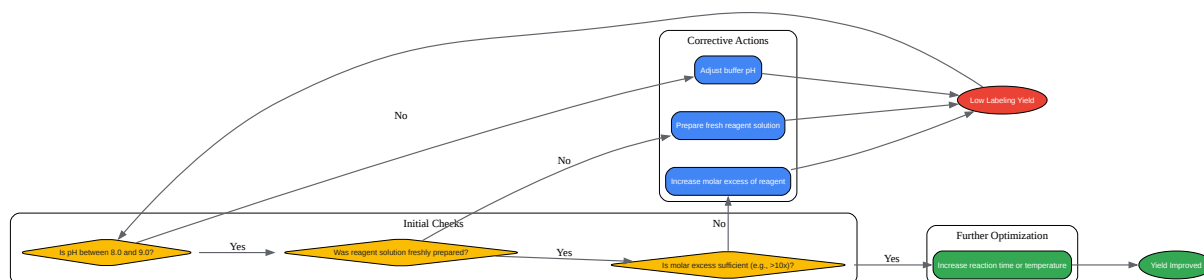 Corrective Actions
Adjust buffer pH
Low Labeling Yield
No
Prepare fresh reagent solution
No
Increase molar excess of reagent
Initial Checks
No
Further Optimization
Is pH between 8.0 and 9.0?
Yes
Was reagent solution freshly prepared?
Yes
Is molar excess sufficient (e.g., >10x)?
Yes
Increase reaction time or temperature
Yield Improved